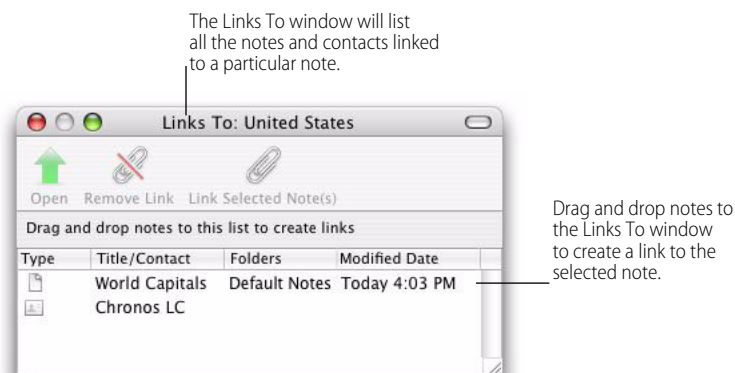 The Links To window will list
all the notes and contacts linked
to a particular note.
Links To: United States
Open Remove Link Link Selected Note(s)
Drag and drop notes to this list to create links
Type Title/Contact Folders Modified Date
World Capitals Default Notes Today 4:03 PM
Chronos LC
Drag and drop notes to
the Links To window
to create a link to the
selected note.